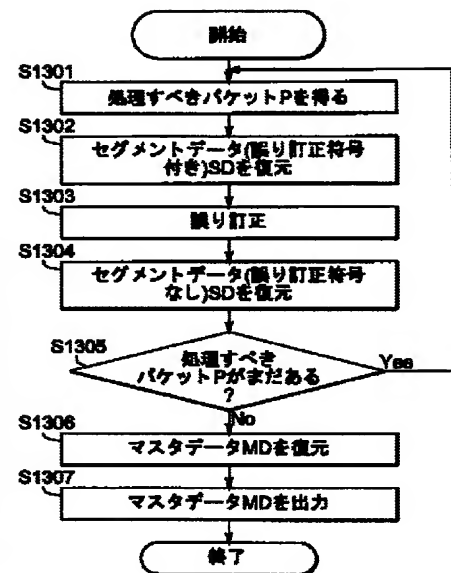 開始
S1301
処理すべきパケットPを得る
S1302
セグメントデータ(誤り訂正符号
付き)SDを復元
S1303
誤り訂正
S1304
セグメントデータ(誤り訂正符号
なし)SDを復元
S1305
処理すべき
パケットPがまだある
?
Yes
No
S1306
マスタデータMDを復元
S1307
マスタデータMDを出力
終了